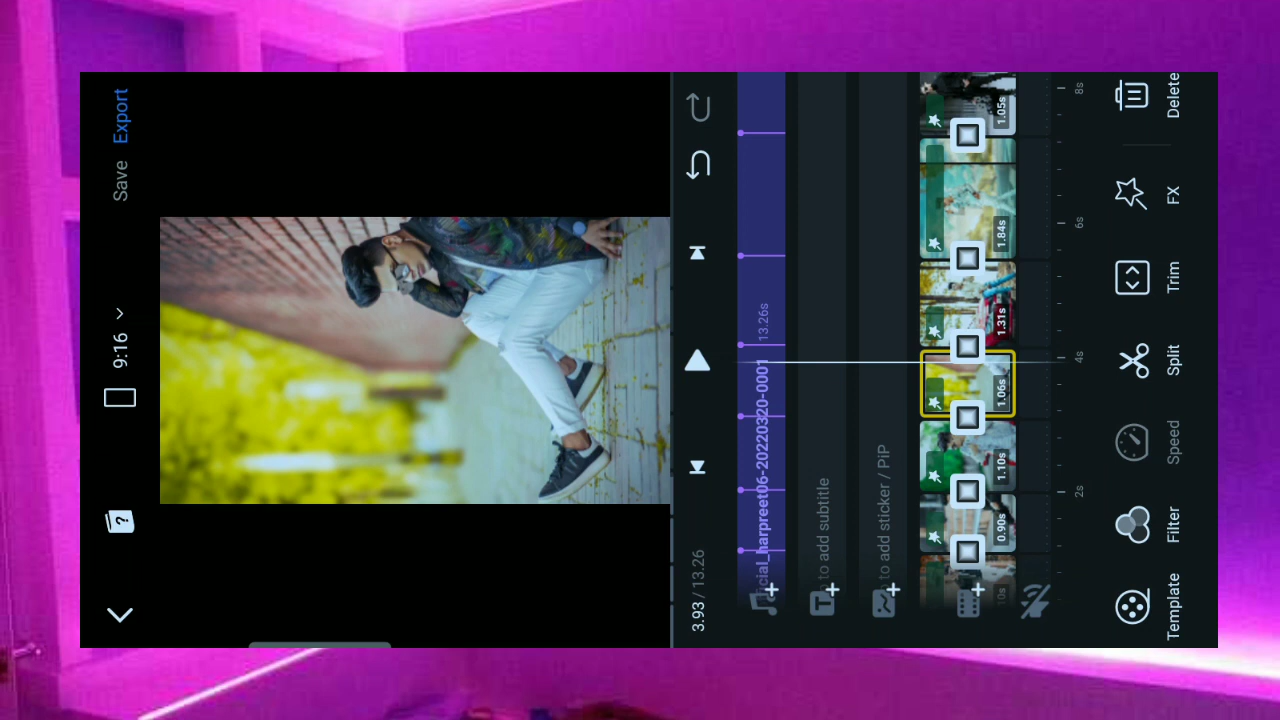 9:16
Save
Export
3.93 / 13.26
cial_harpreet06-20220320-0001
13.26s
to add subtitle
to add sticker / PiP
0.90s
1.10s
1.06s
1.31s
1.84s
1.05s
2s
4s
6s
8s
Template
Filter
Speed
Split
Trim
FX
Delete